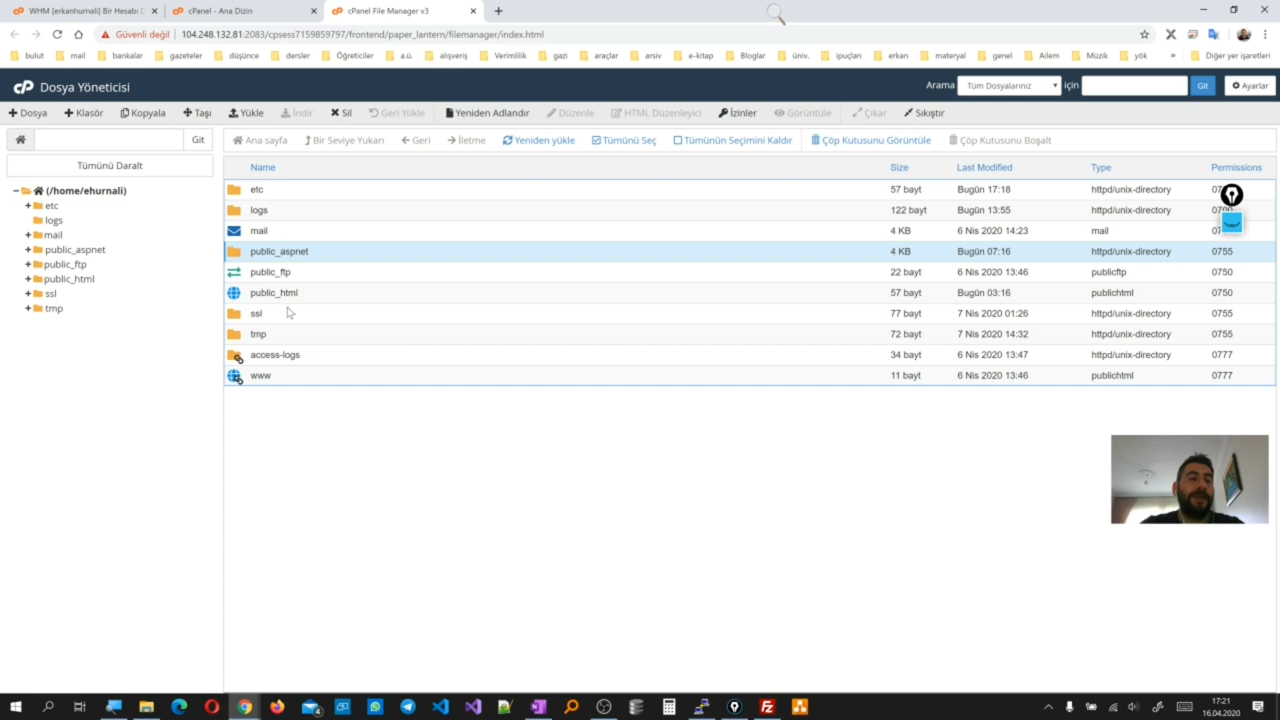 WHM [erkanhurnali] Bir Hesabı D
cPanel - Ana Dizin
cPanel File Manager v3
Güvenli değil
104.248.132.81:2083/cpsess7159859797/frontend/paper_lantern/filemanager/index.html
bulut mail bankalar gazeteler düşünce dersler Öğreticiler a.ü. alışveriş Verimlilik gazi araçlar arsiv e-kitap Bloglar üniv. ipuçları erkan materyal genel Ailem Müzik yök » Diğer yer işaretleri
cP Dosya Yöneticisi
Arama Tüm Dosyalarınız için Git Ayarlar
Dosya Klasör Kopyala Taşı Yükle İndir Sil Geri Yükle Yeniden Adlandır Düzenle HTML Düzenleyici İzinler Görüntüle Çıkar Sıkıştır
Git Ana sayfa Bir Seviye Yukarı Geri İletme Yeniden yükle Tümünü Seç Tümünün Seçimini Kaldır Çöp Kutusunu Görüntüle Çöp Kutusunu Boşalt
Tümünü Daralt
(/home/ehurnali)
etc
logs
mail
public_aspnet
public_ftp
public_html
ssl
tmp
Name Size Last Modified Type Permissions
etc 57 bayt Bugün 17:18 httpd/unix-directory
logs 122 bayt Bugün 13:55 httpd/unix-directory
mail 4 KB 6 Nis 2020 14:23 mail
public_aspnet 4 KB Bugün 07:16 httpd/unix-directory 0755
public_ftp 22 bayt 6 Nis 2020 13:46 publicftp 0750
public_html 57 bayt Bugün 03:16 publichtml 0750
ssl 77 bayt 7 Nis 2020 01:26 httpd/unix-directory 0755
tmp 72 bayt 7 Nis 2020 14:32 httpd/unix-directory 0755
access-logs 34 bayt 6 Nis 2020 13:47 httpd/unix-directory 0777
www 11 bayt 6 Nis 2020 13:46 publichtml 0777
17:21
16.04.2020